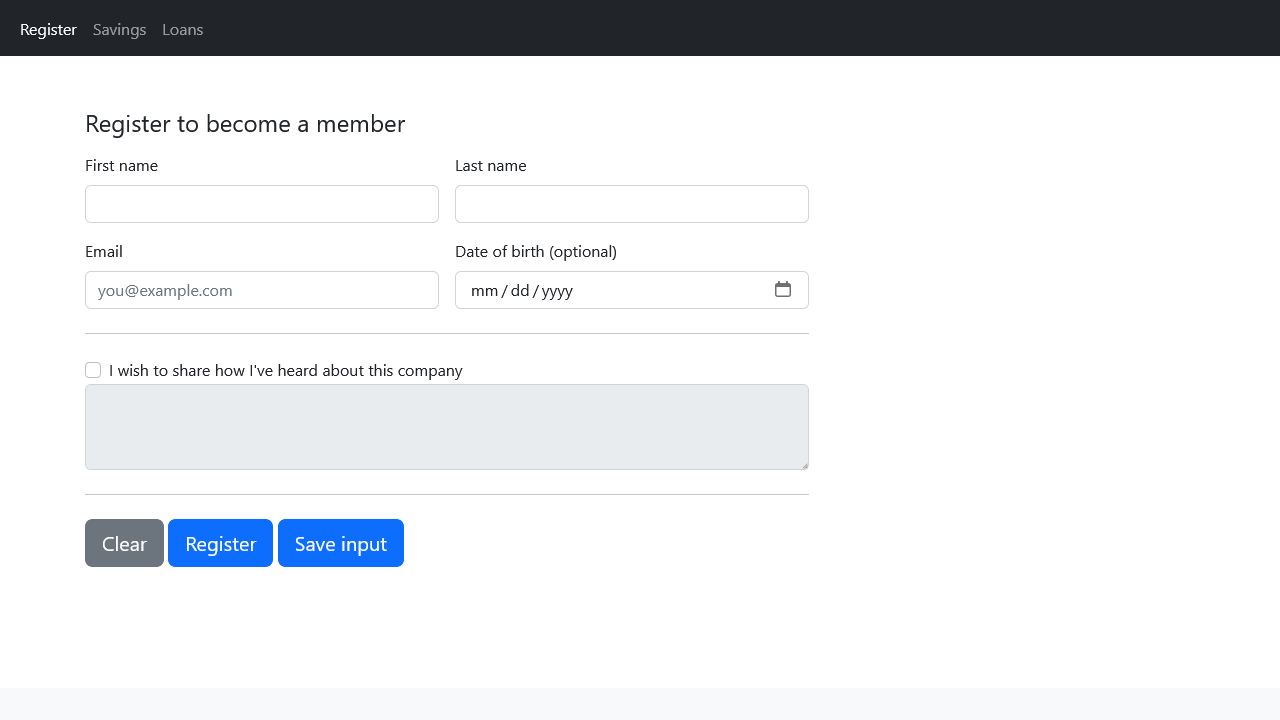 Register Savings Loans
Register to become a member
First name Last name
Email Date of birth (optional)
you@example.com mm/dd/yyyy
I wish to share how I've heard about this company
Clear Register Save input